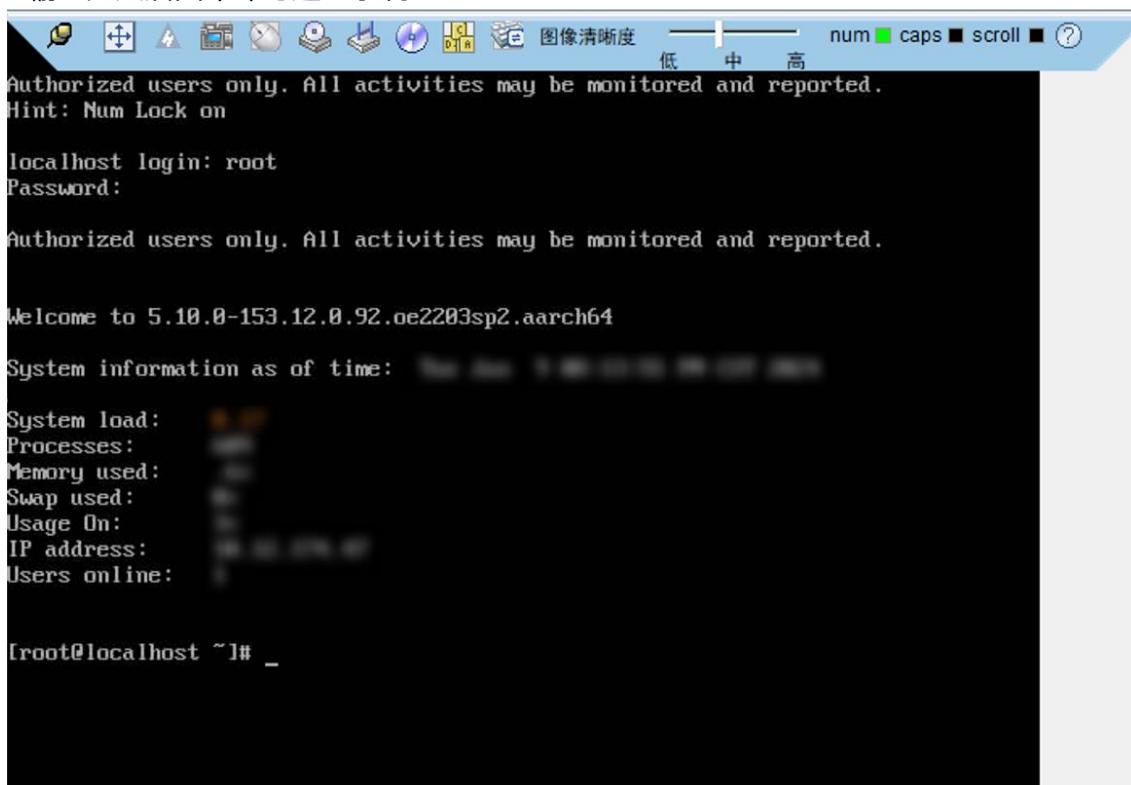 图像清晰度 低 中 高 num caps scroll ?
Authorized users only. All activities may be monitored and reported.
Hint: Num Lock on
localhost login: root
Password:
Authorized users only. All activities may be monitored and reported.
Welcome to 5.10.0-153.12.0.92.oe2203sp2.aarch64
System information as of time:
System load:
Processes:
Memory used:
Swap used:
Usage On:
IP address:
Users online:
[root@localhost ~]# _